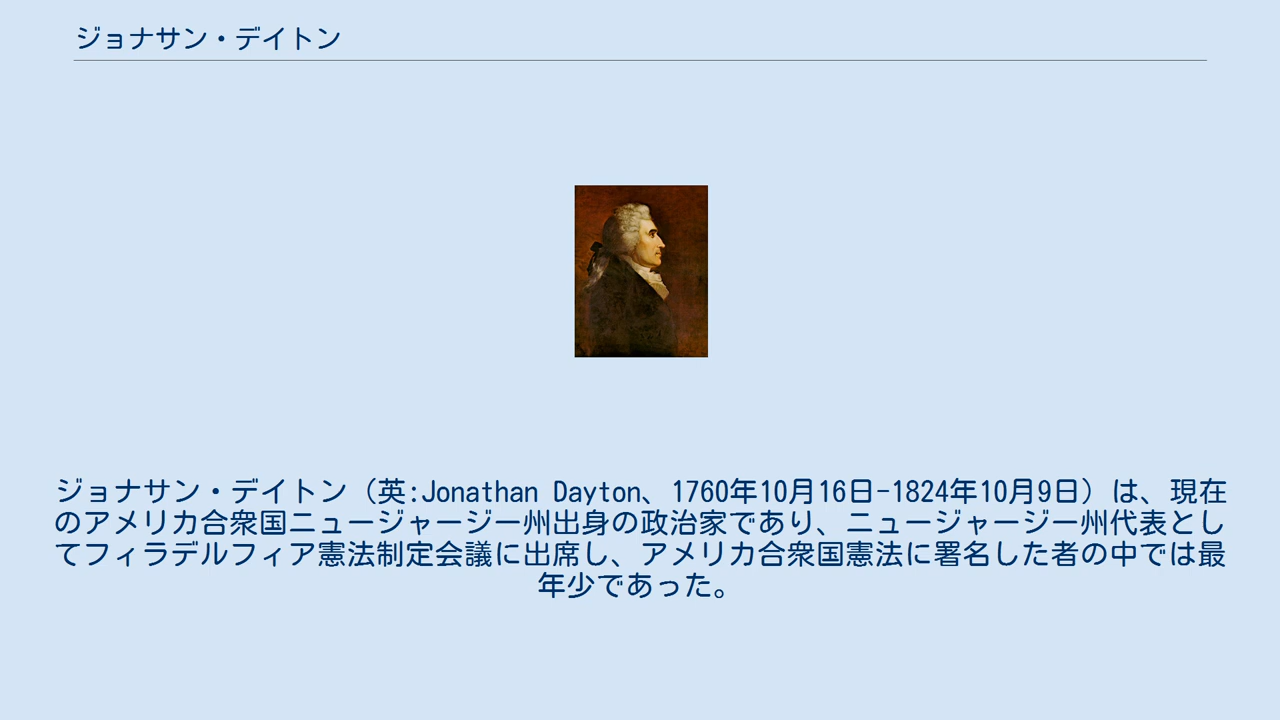 ジョナサン・デイトン
ジョナサン・デイトン（英:Jonathan Dayton、1760年10月16日-1824年10月9日）は、現在
のアメリカ合衆国ニュージャージー州出身の政治家であり、ニュージャージー州代表とし
てフィラデルフィア憲法制定会議に出席し、アメリカ合衆国憲法に署名した者の中では最
年少であった。